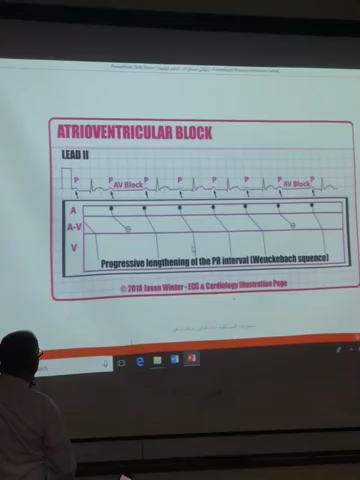 ATRIOVENTRICULAR BLOCK
LEAD II
P P P P P P P P
AV Block AV Block
A
A-V
V
Progressive lengthening of the PR interval (Wenckebach squence)
© 2016 Jason Winter - ECG & Cardiology Illustration Page